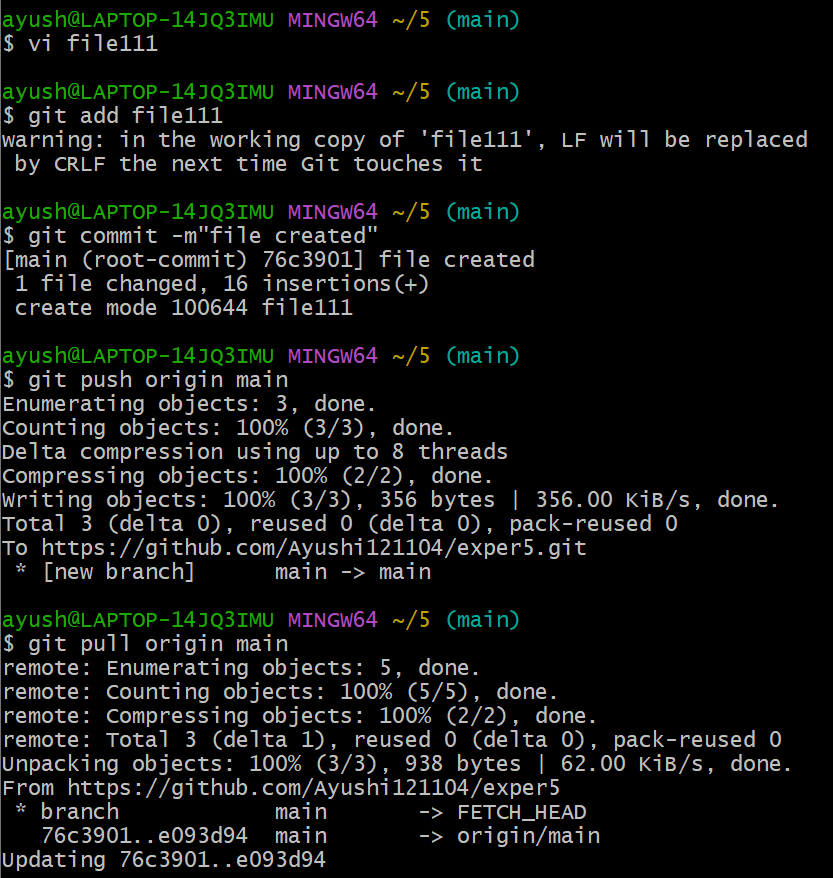 ayush@LAPTOP-14JQ3IMU MINGW64 ~/5 (main)
$ vi file111
ayush@LAPTOP-14JQ3IMU MINGW64 ~/5 (main)
$ git add file111
warning: in the working copy of 'file111', LF will be replaced
 by CRLF the next time Git touches it
ayush@LAPTOP-14JQ3IMU MINGW64 ~/5 (main)
$ git commit -m"file created"
[main (root-commit) 76c3901] file created
 1 file changed, 16 insertions(+)
 create mode 100644 file111
ayush@LAPTOP-14JQ3IMU MINGW64 ~/5 (main)
$ git push origin main
Enumerating objects: 3, done.
Counting objects: 100% (3/3), done.
Delta compression using up to 8 threads
Compressing objects: 100% (2/2), done.
Writing objects: 100% (3/3), 356 bytes | 356.00 KiB/s, done.
Total 3 (delta 0), reused 0 (delta 0), pack-reused 0
To https://github.com/Ayushi121104/exper5.git
 * [new branch]      main -> main
ayush@LAPTOP-14JQ3IMU MINGW64 ~/5 (main)
$ git pull origin main
remote: Enumerating objects: 5, done.
remote: Counting objects: 100% (5/5), done.
remote: Compressing objects: 100% (2/2), done.
remote: Total 3 (delta 1), reused 0 (delta 0), pack-reused 0
Unpacking objects: 100% (3/3), 938 bytes | 62.00 KiB/s, done.
From https://github.com/Ayushi121104/exper5
 * branch            main       -> FETCH_HEAD
   76c3901..e093d94  main       -> origin/main
Updating 76c3901..e093d94